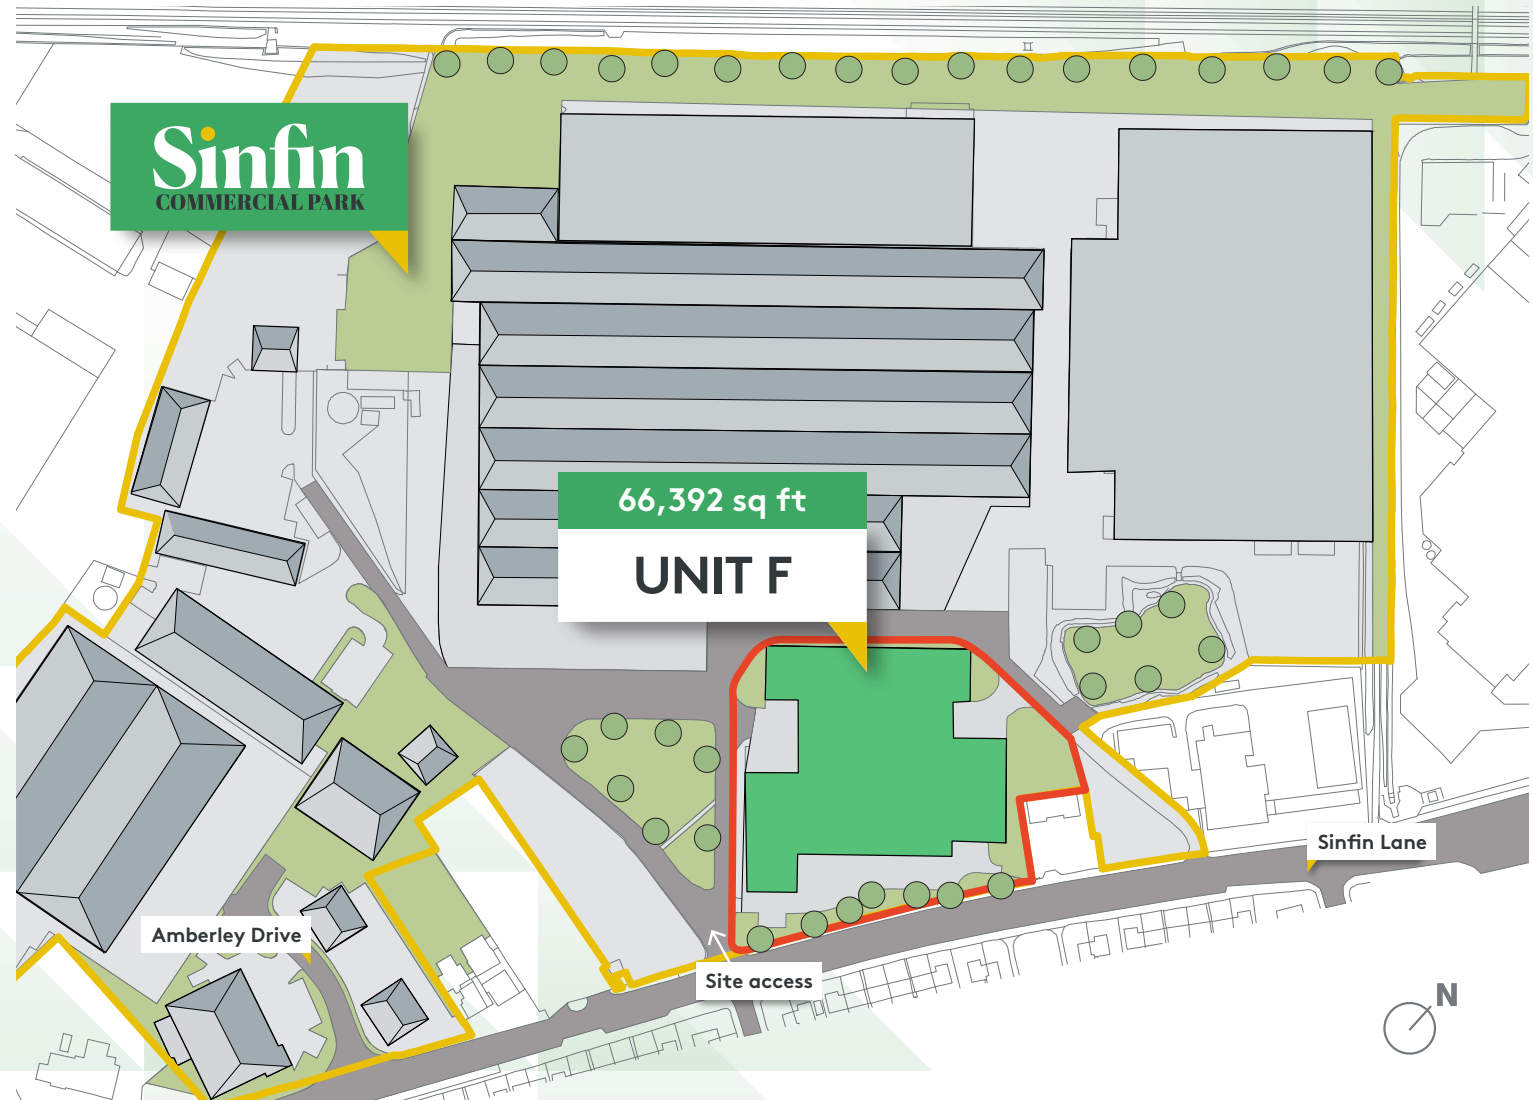 Sinfin
COMMERCIAL PARK
66,392 sq ft
UNIT F
Sinfin Lane
Amberley Drive
Site access
N